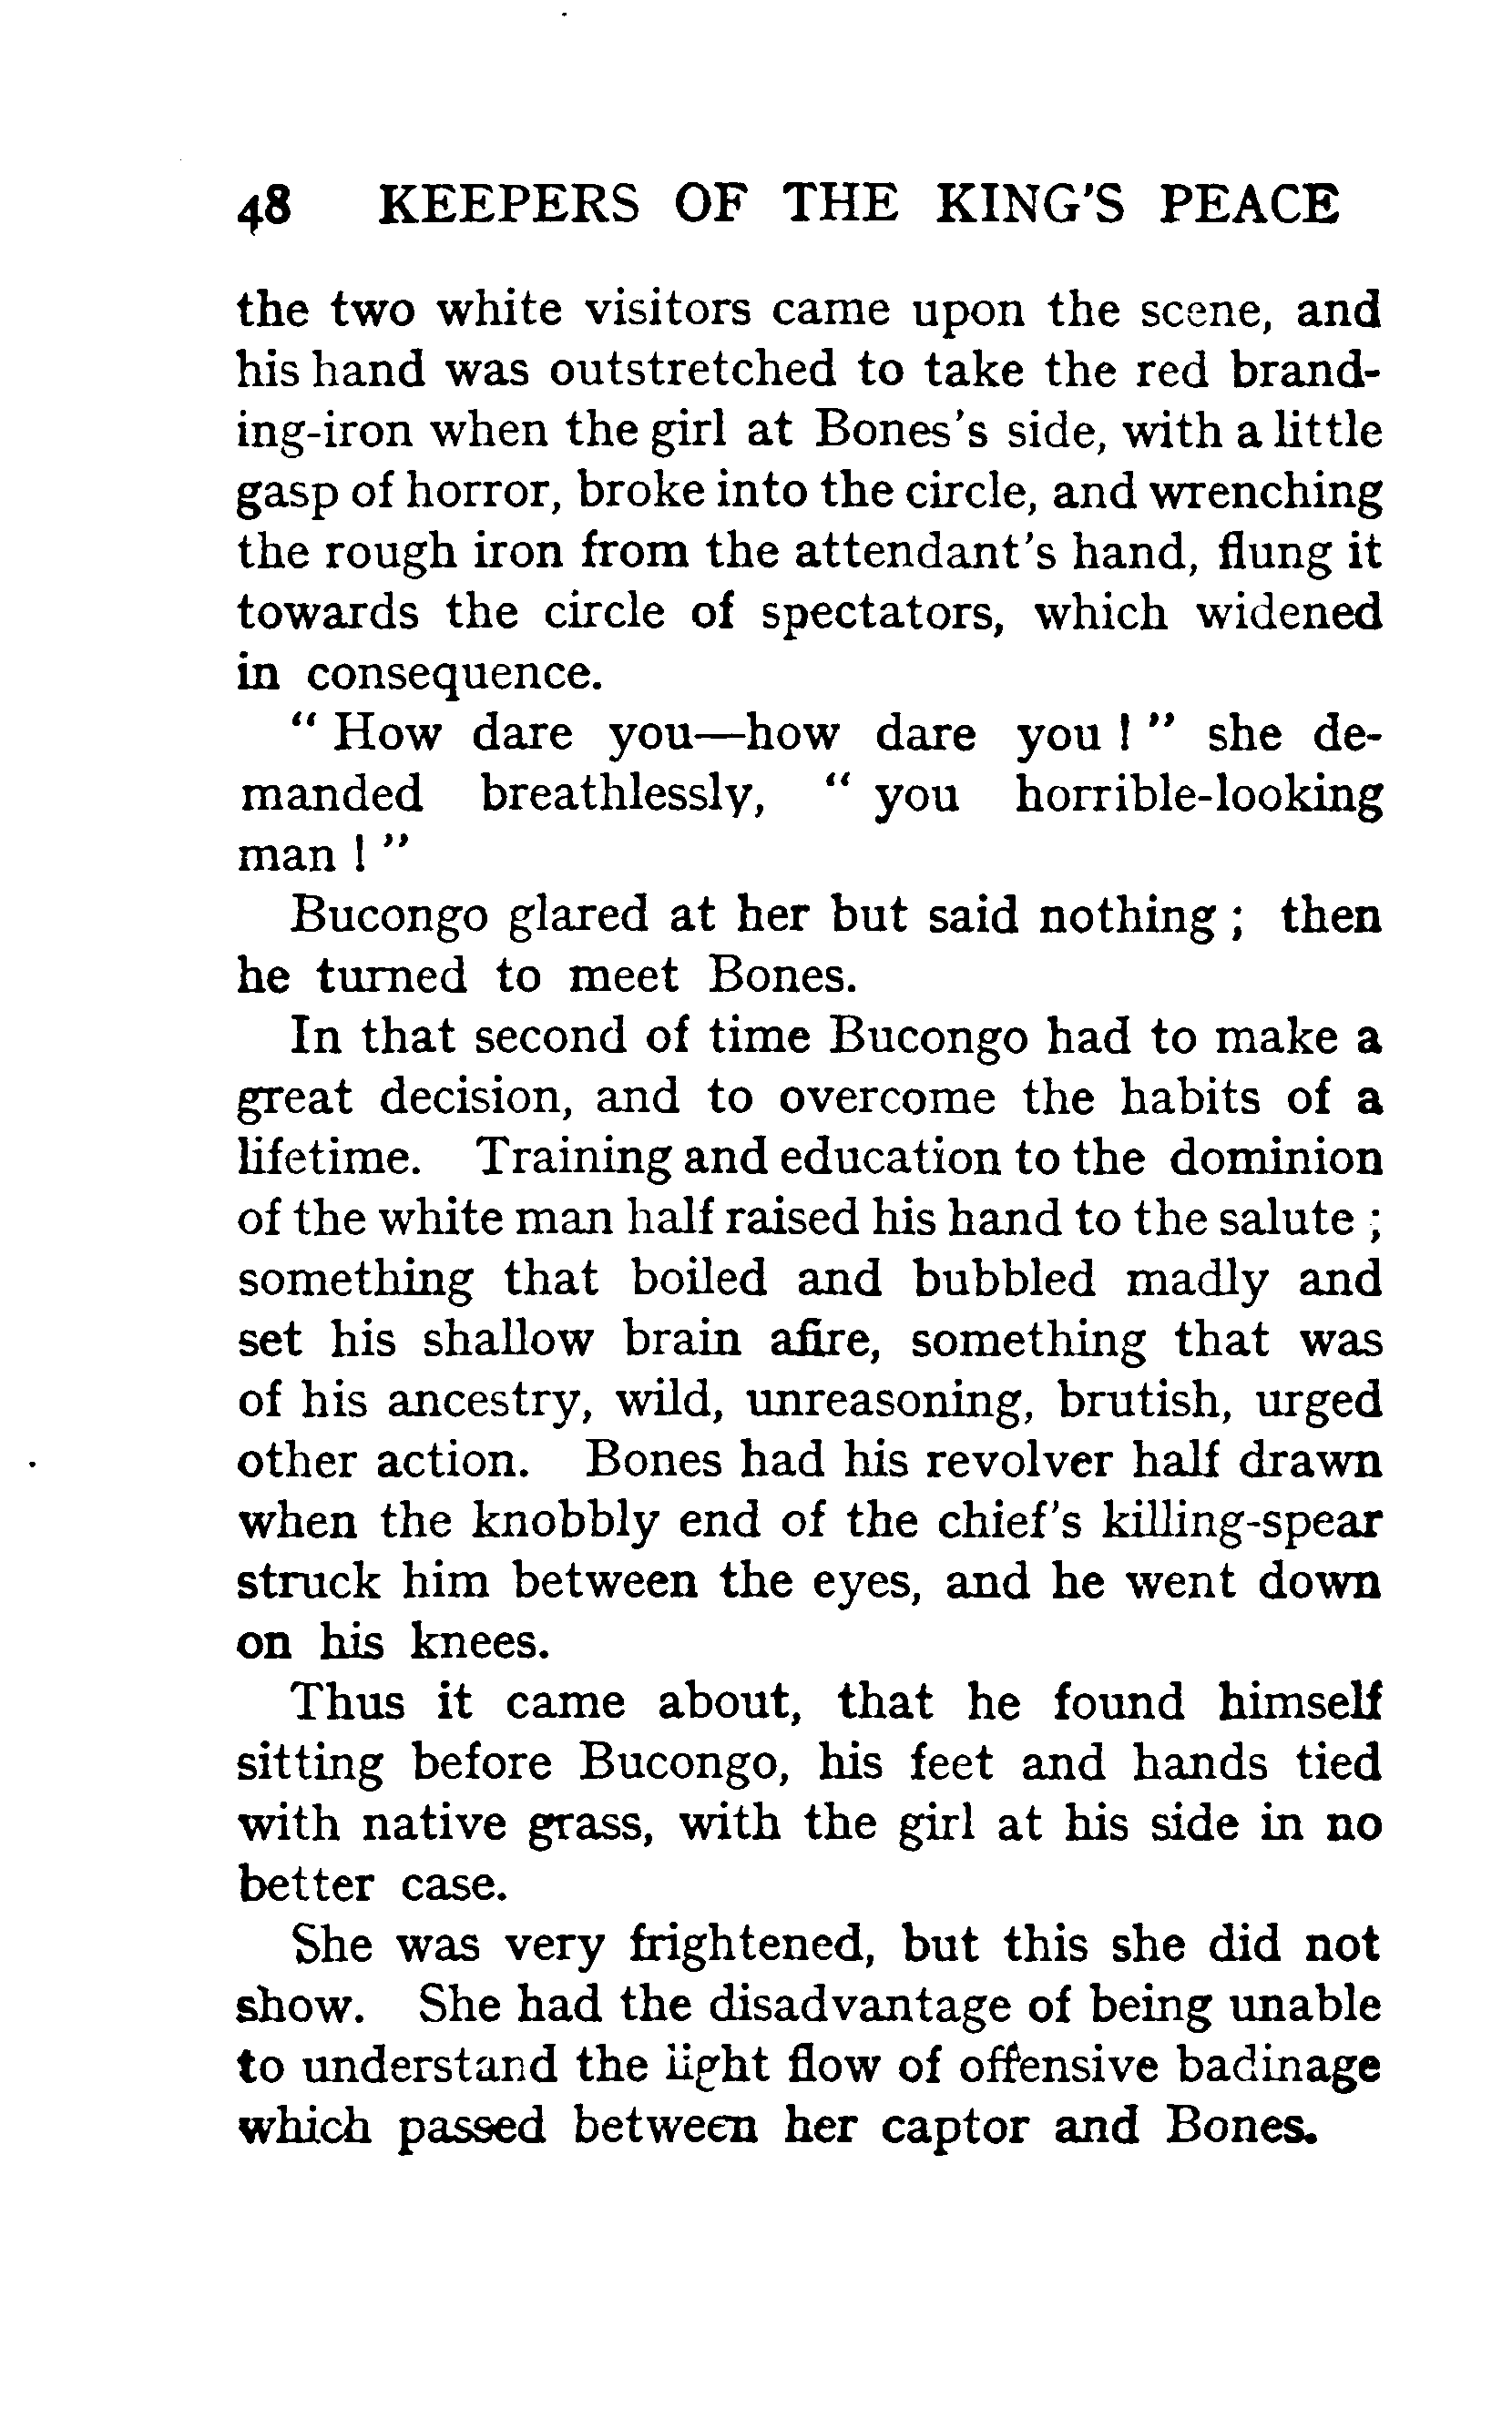 48 KEEPERS OF THE KING'S PEACE
the two white visitors came upon the scene, and
his hand was outstretched to take the red brand-
ing-iron when the girl at Bones's side, with a little
gasp of horror, broke into the circle, and wrenching
the rough iron from the attendant's hand, flung it
towards the circle of spectators, which widened
in consequence.
" How dare you—how dare you ! " she de-
manded breathlessly, " you horrible-looking
man ! "
Bucongo glared at her but said nothing ; then
he turned to meet Bones.
In that second of time Bucongo had to make a
great decision, and to overcome the habits of a
lifetime. Training and education to the dominion
of the white man half raised his hand to the salute ;
something that boiled and bubbled madly and
set his shallow brain afire, something that was
of his ancestry, wild, unreasoning, brutish, urged
other action. Bones had his revolver half drawn
when the knobbly end of the chief's killing-spear
struck him between the eyes, and he went down
on his knees.
Thus it came about, that he found himself
sitting before Bucongo, his feet and hands tied
with native grass, with the girl at his side in no
better case.
She was very frightened, but this she did not
show. She had the disadvantage of being unable
to understand the light flow of offensive badinage
which passed between her captor and Bones.